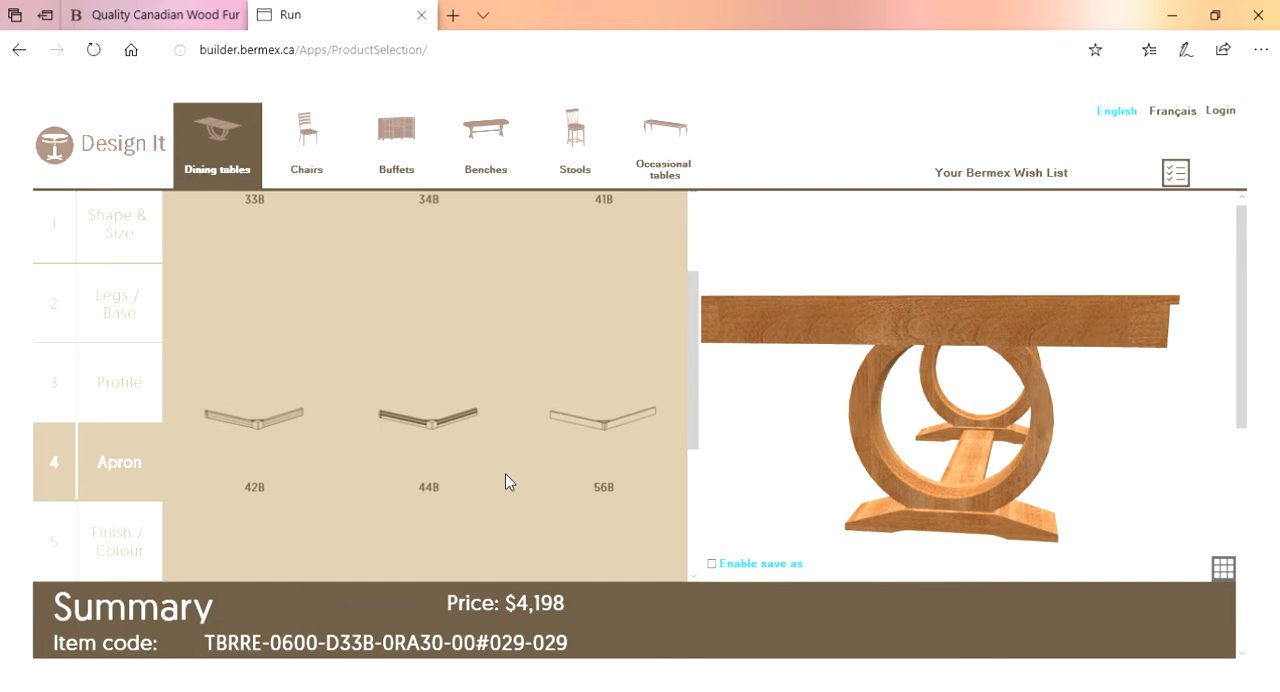 B Quality Canadian Wood Fur
Run
builder.bermex.ca/Apps/ProductSelection/
English Français Login
Design It
Dining tables
Chairs
Buffets
Benches
Stools
Occasional
tables
Your Bermex Wish List
1 Shape &
Size
2 Legs /
Base
3 Profile
4 Apron
5 Finish /
Colour
33B 34B 41B
42B 44B 56B
Enable save as
Summary
Price: $4,198
Item code: TBRRE-0600-D33B-0RA30-00#029-029